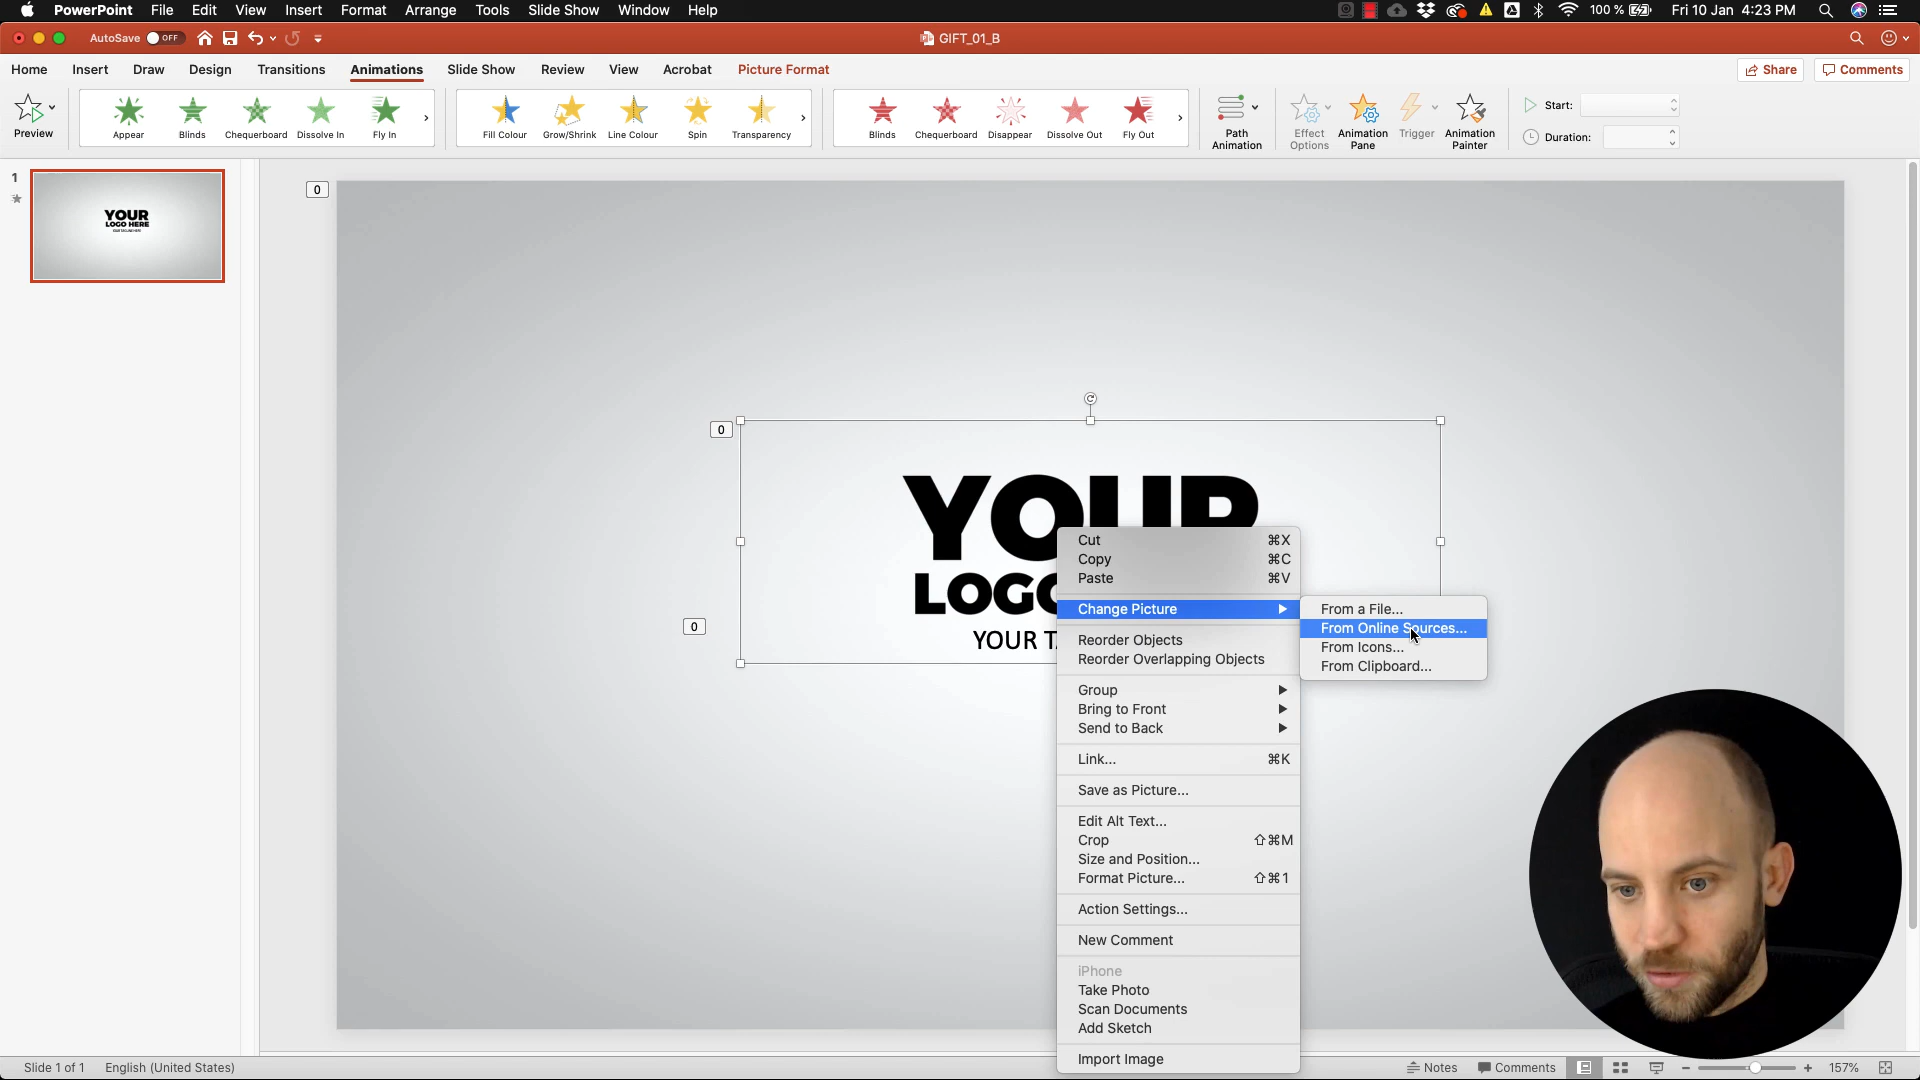 PowerPoint File Edit View Insert Format Arrange Tools Slide Show Window Help 100 % Fri 10 Jan 4:23 PM
AutoSave OFF GIFT_01_B
Home Insert Draw Design Transitions Animations Slide Show Review View Acrobat Picture Format Share Comments
Preview Appear Blinds Chequerboard Dissolve In Fly In Fill Colour Grow/Shrink Line Colour Spin Transparency Blinds Chequerboard Disappear Dissolve Out Fly Out
Path Animation
Effect Options
Animation Pane
Trigger
Animation Painter
Start:
Duration:
1
YOUR
LOGO HERE
0
0
0
YOUR
LOGO
YOUR T
Cut ⌘X
Copy ⌘C
Paste ⌘V
Change Picture
Reorder Objects
Reorder Overlapping Objects
Group
Bring to Front
Send to Back
Link... ⌘K
Save as Picture...
Edit Alt Text...
Crop ⇧⌘M
Size and Position...
Format Picture... ⇧⌘1
Action Settings...
New Comment
iPhone
Take Photo
Scan Documents
Add Sketch
Import Image
From a File...
From Online Sources...
From Icons...
From Clipboard...
Slide 1 of 1 English (United States) Notes Comments 157%